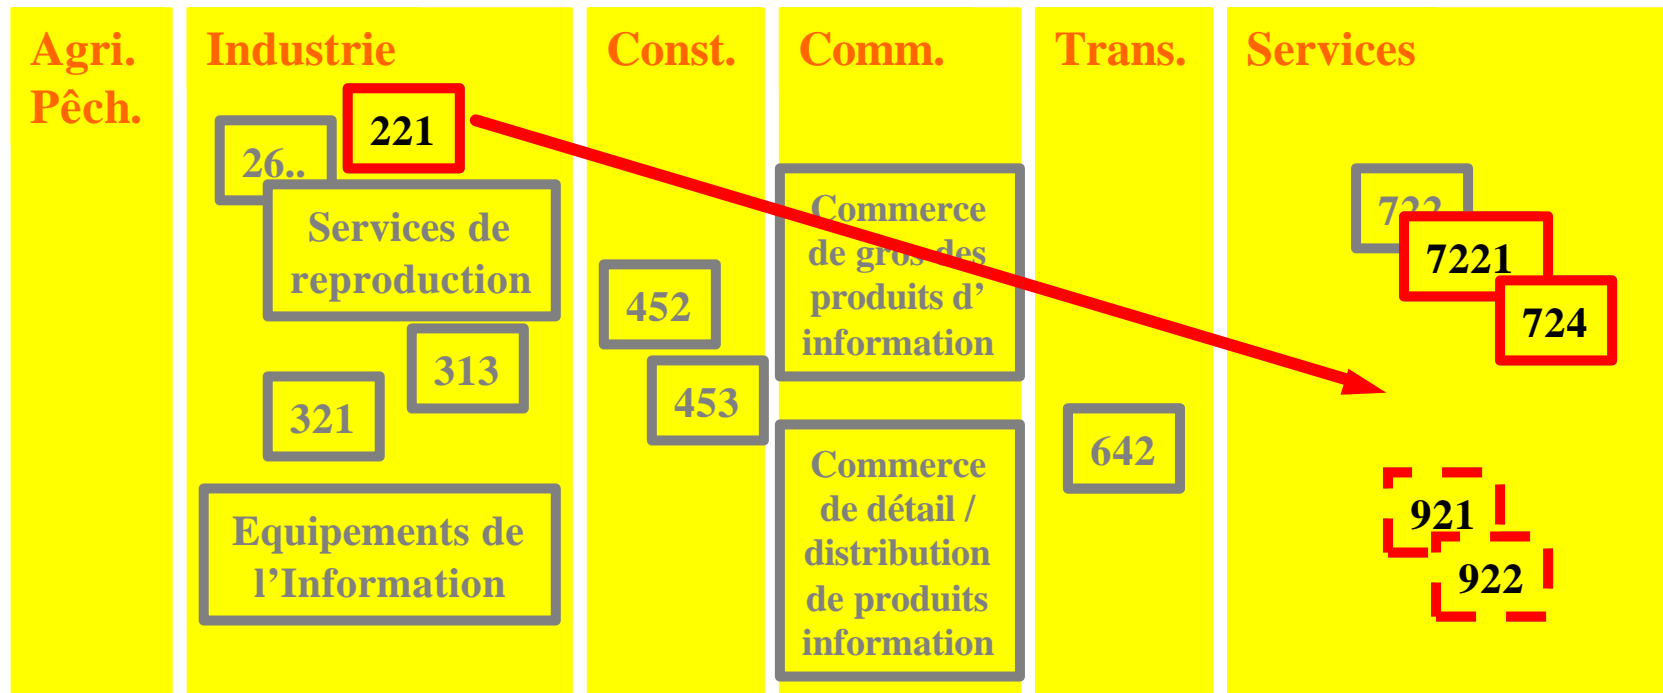 Agri.
Pêch.
Industrie
221
26..
Services de
reproduction
313
321
Equipements de
l’Information
Const.
452
453
Comm.
Commerce
de gros des
produits d’
information
Commerce
de détail /
distribution
de produits
information
Trans.
642
Services
722
7221
724
921
922